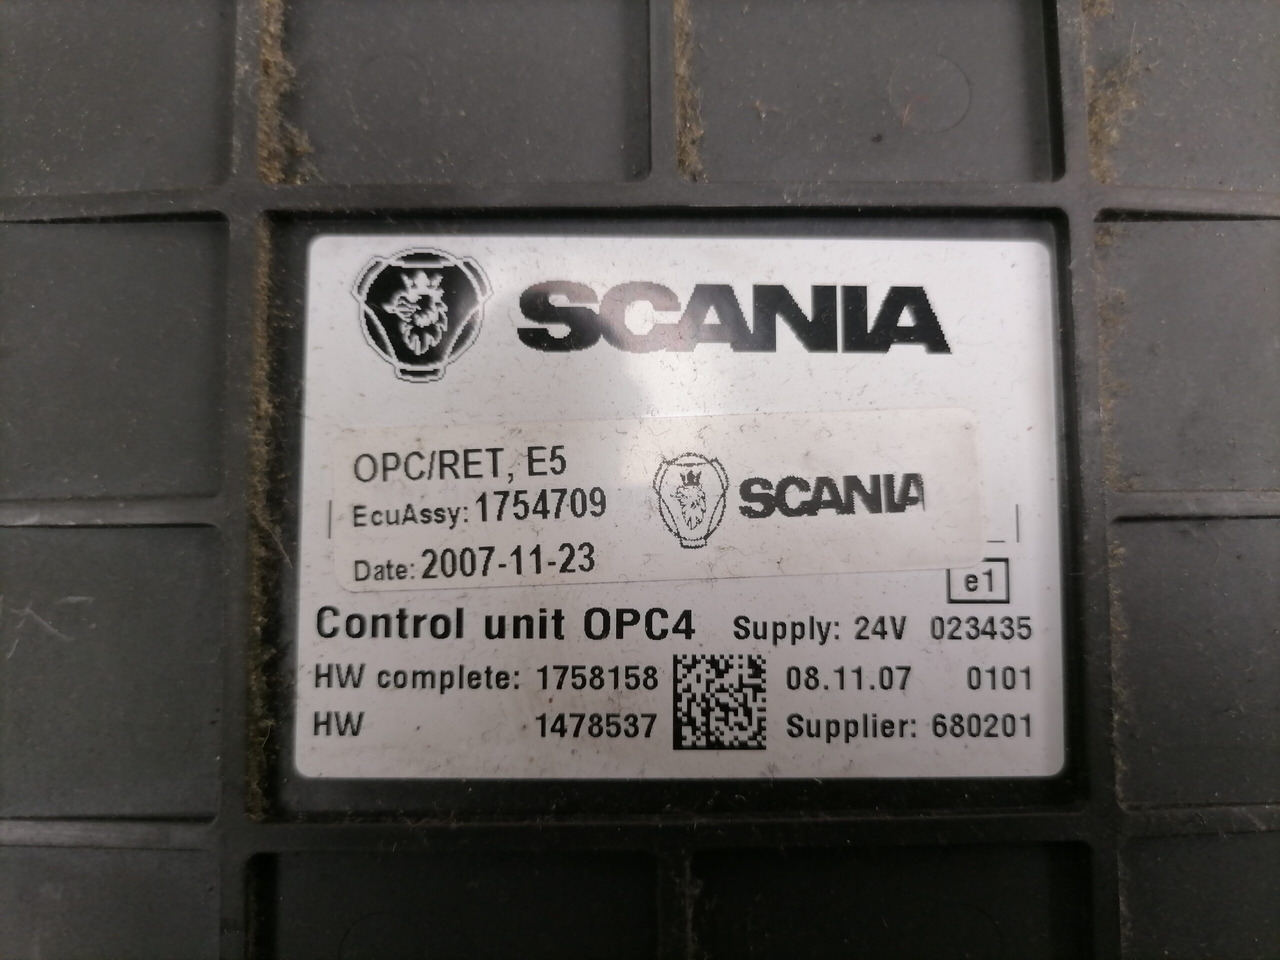 SCANIA
OPC/RET, E5
EcuAssy: 1754709
SCANIA
Date: 2007-11-23
e1
Control unit OPC4 Supply: 24V 023435
HW complete: 1758158 08.11.07 0101
HW 1478537 Supplier: 680201